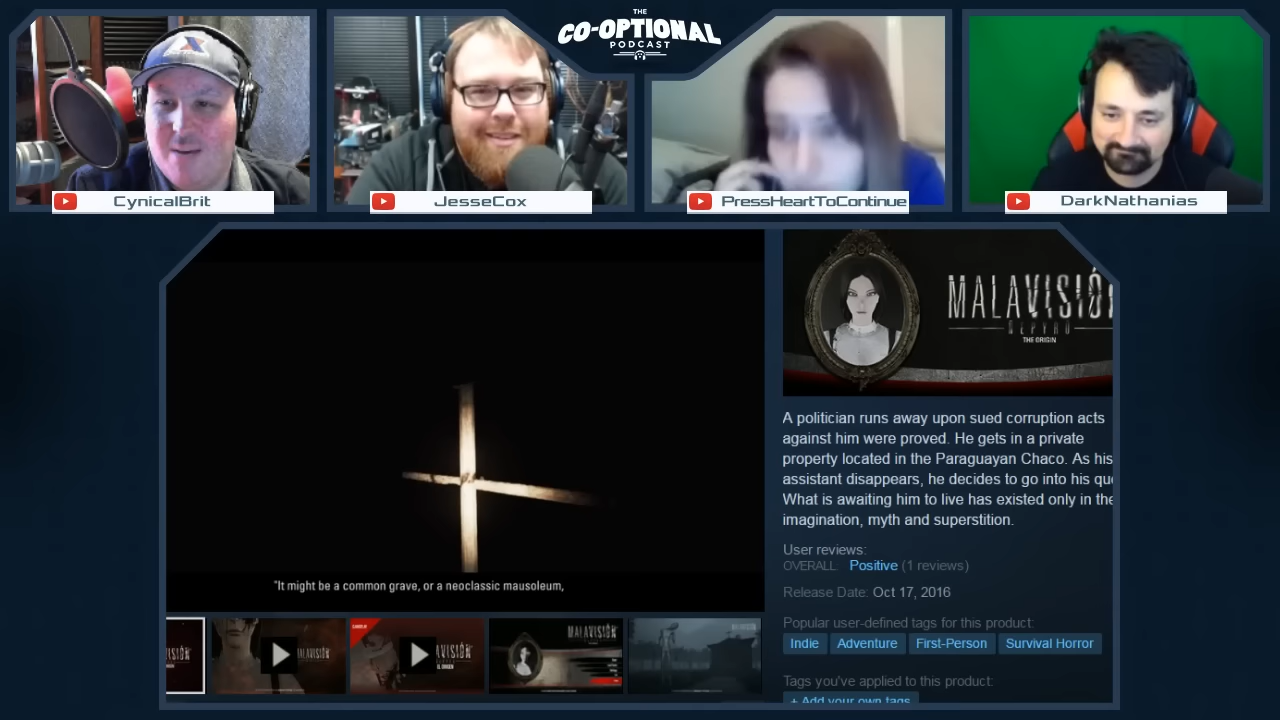 THE
CO-OPTIONAL
PODCAST
CynicalBrit
JesseCox
PressHeartToContinue
DarkNathanias
MALAVISIÓN
THE ORIGIN
A politician runs away upon sued corruption acts
against him were proved. He gets in a private
property located in the Paraguayan Chaco. As his
assistant disappears, he decides to go into his qu
What is awaiting him to live has existed only in the
imagination, myth and superstition.
User reviews:
OVERALL Positive (1 reviews)
Release Date: Oct 17, 2016
Popular user-defined tags for this product:
Indie Adventure First-Person Survival Horror
Tags you've applied to this product:
+ Add your own tags
"It might be a common grave, or a neoclassic mausoleum,
MALAVISIÓN